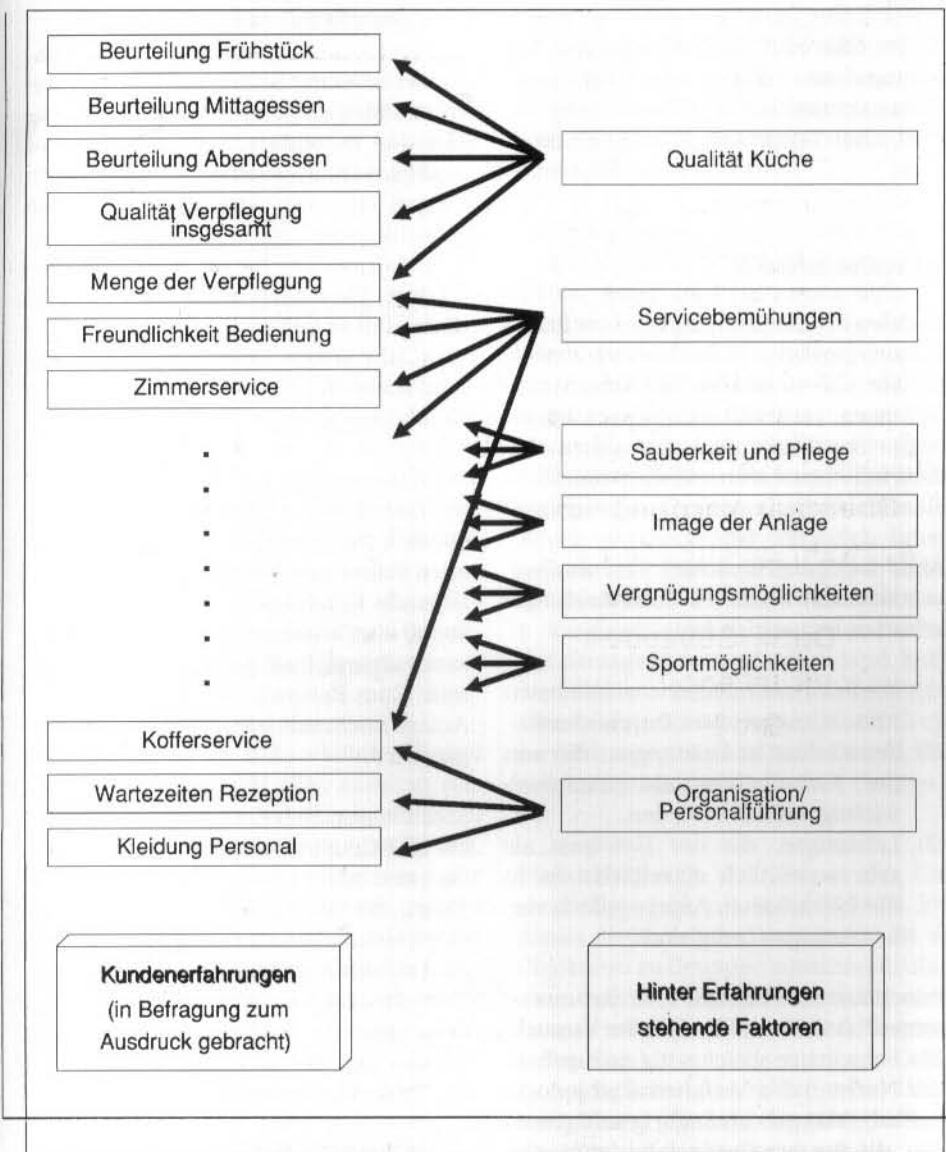 Beurteilung Frühstück
Beurteilung Mittagessen
Beurteilung Abendessen
Qualität Verpflegung
insgesamt
Menge der Verpflegung
Freundlichkeit Bedienung
Zimmerservice
Kofferservice
Wartezeiten Rezeption
Kleidung Personal
Qualität Küche
Servicebemühungen
Sauberkeit und Pflege
Image der Anlage
Vergnügungsmöglichkeiten
Sportmöglichkeiten
Organisation/
Personalführung
Kundenerfahrungen
(in Befragung zum
Ausdruck gebracht)
Hinter Erfahrungen
stehende Faktoren